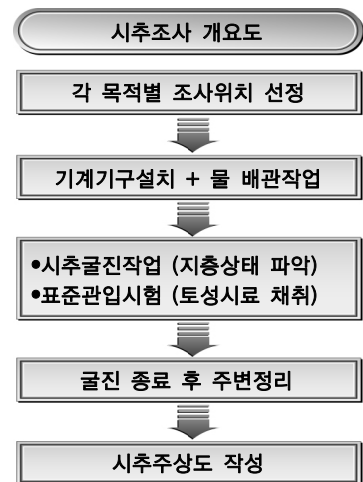 시추조사 개요도
각 목적별 조사위치 선정
기계기구설치 + 물 배관작업
•시추굴진작업 (지층상태 파악)
•표준관입시험 (토성시료 채취)
굴진 종료 후 주변정리
시추주상도 작성